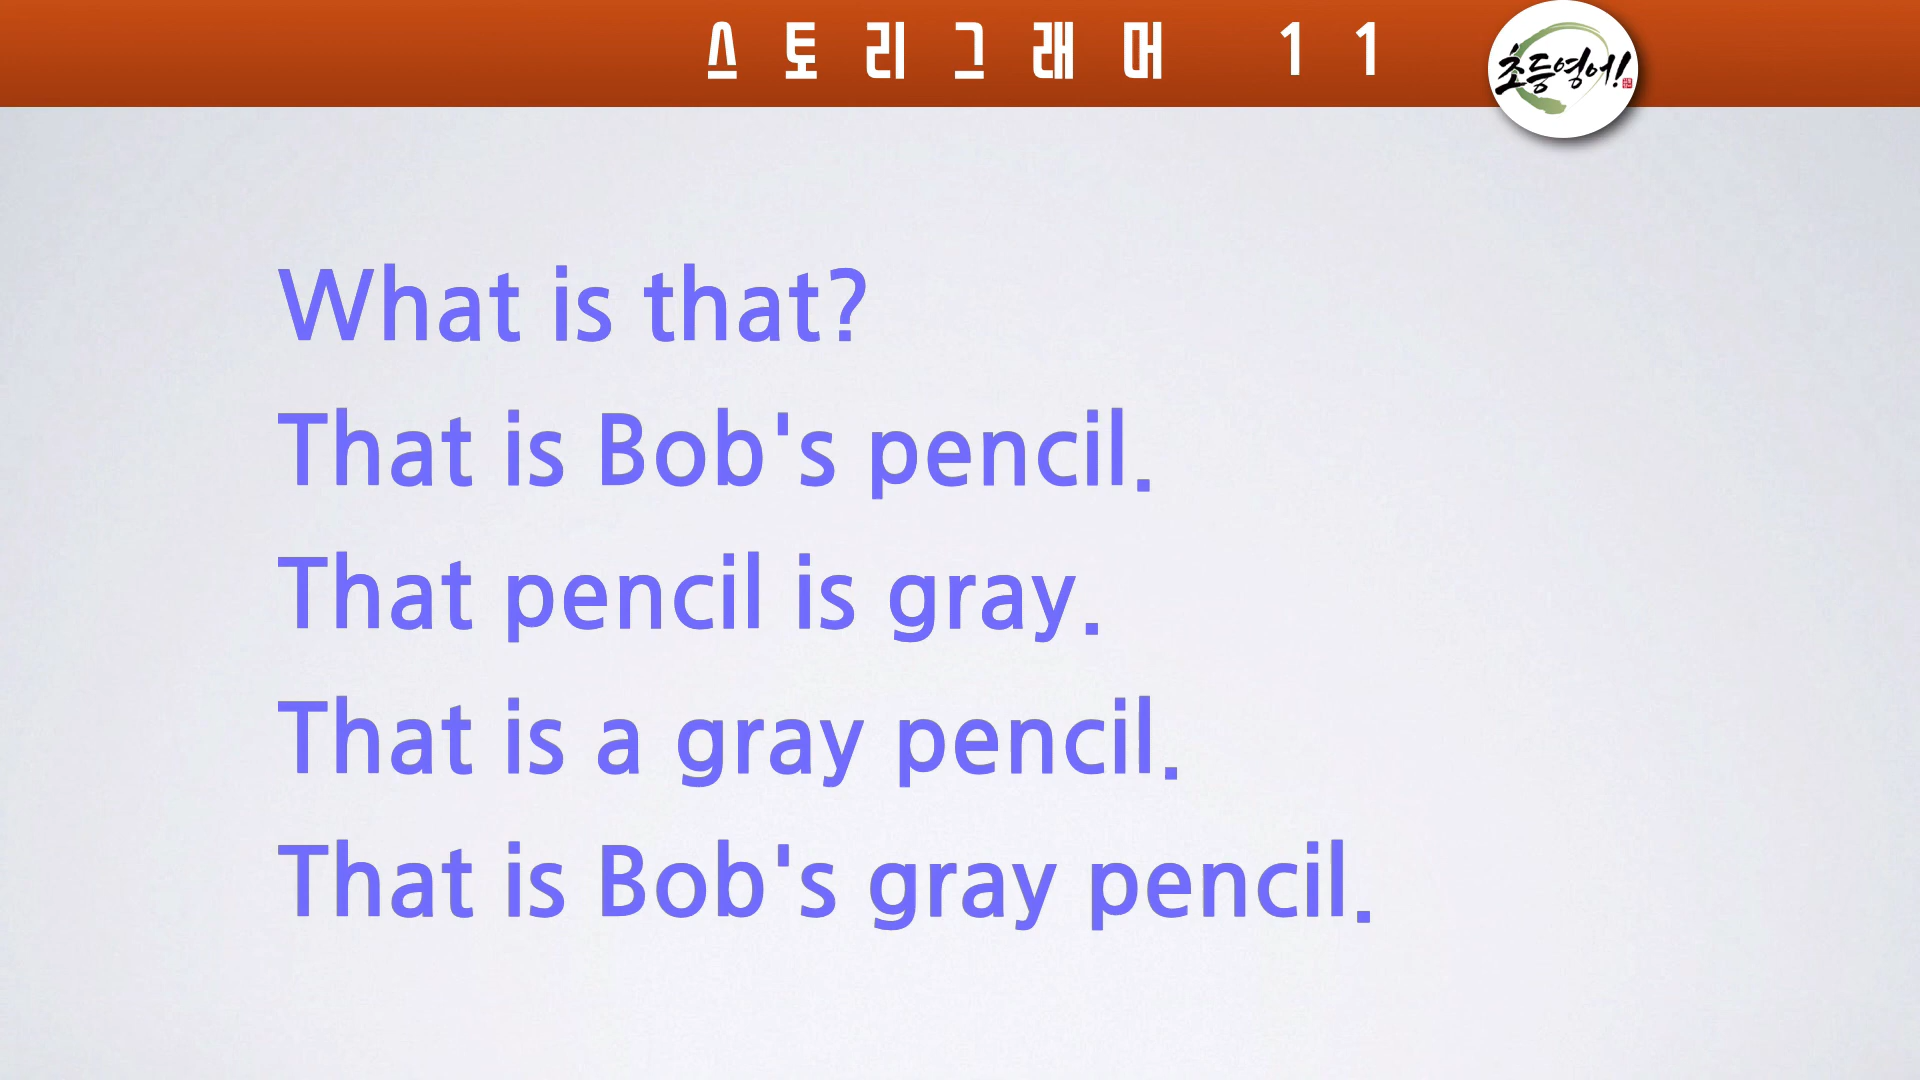 스토리그래머 11
초등영어!
What is that?
That is Bob's pencil.
That pencil is gray.
That is a gray pencil.
That is Bob's gray pencil.